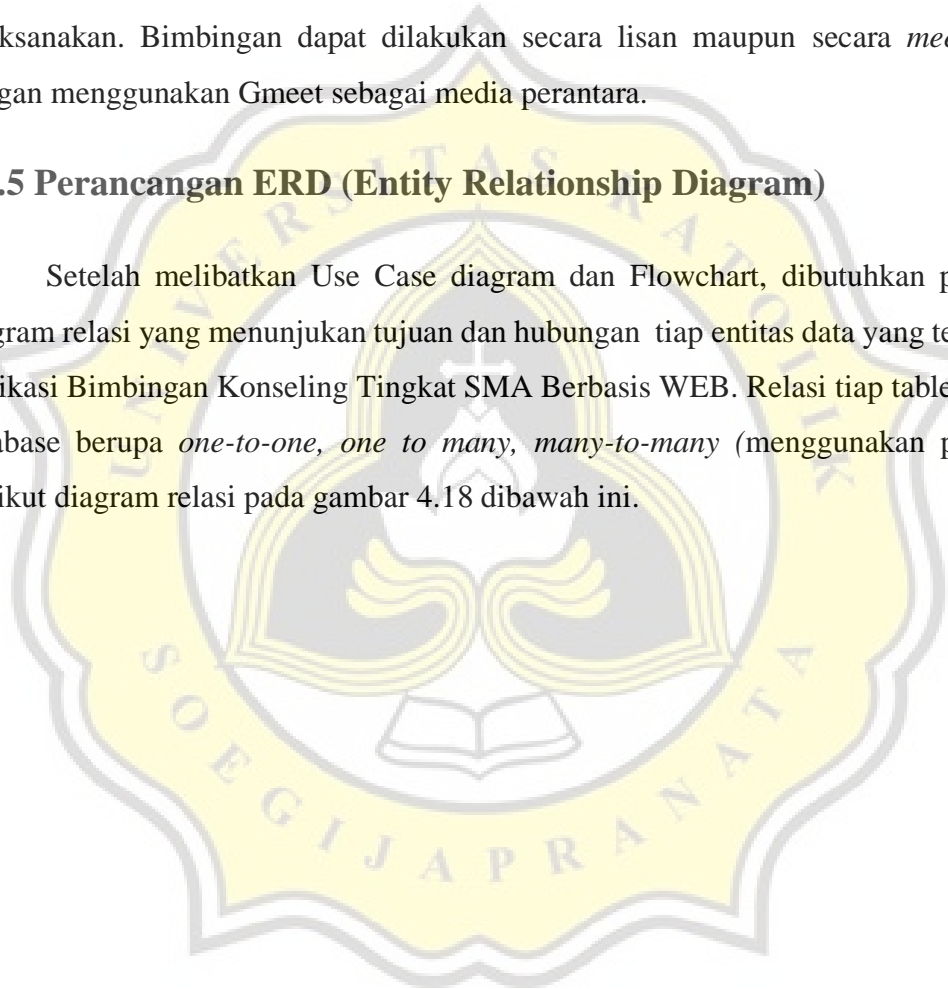 ksanakan. Bimbingan dapat dilakukan secara lisan maupun secara
gan menggunakan Gmeet sebagai media perantara.
.5 Perancangan ERD (Entity Relationship Diagram)
Setelah melibatkan Use Case diagram dan Flowchart, dibutuhkan
gram relasi yang menunjukan tujuan dan hubungan tiap entitas data yang
ikasi Bimbingan Konseling Tingkat SMA Berbasis WEB. Relasi tiap table
abase berupa one-to-one, one to many, many-to-many (menggunakan
ikut diagram relasi pada gambar 4.18 dibawah ini.
UNIVERSITAS KATOLIK
SOEGIJAPRANATA